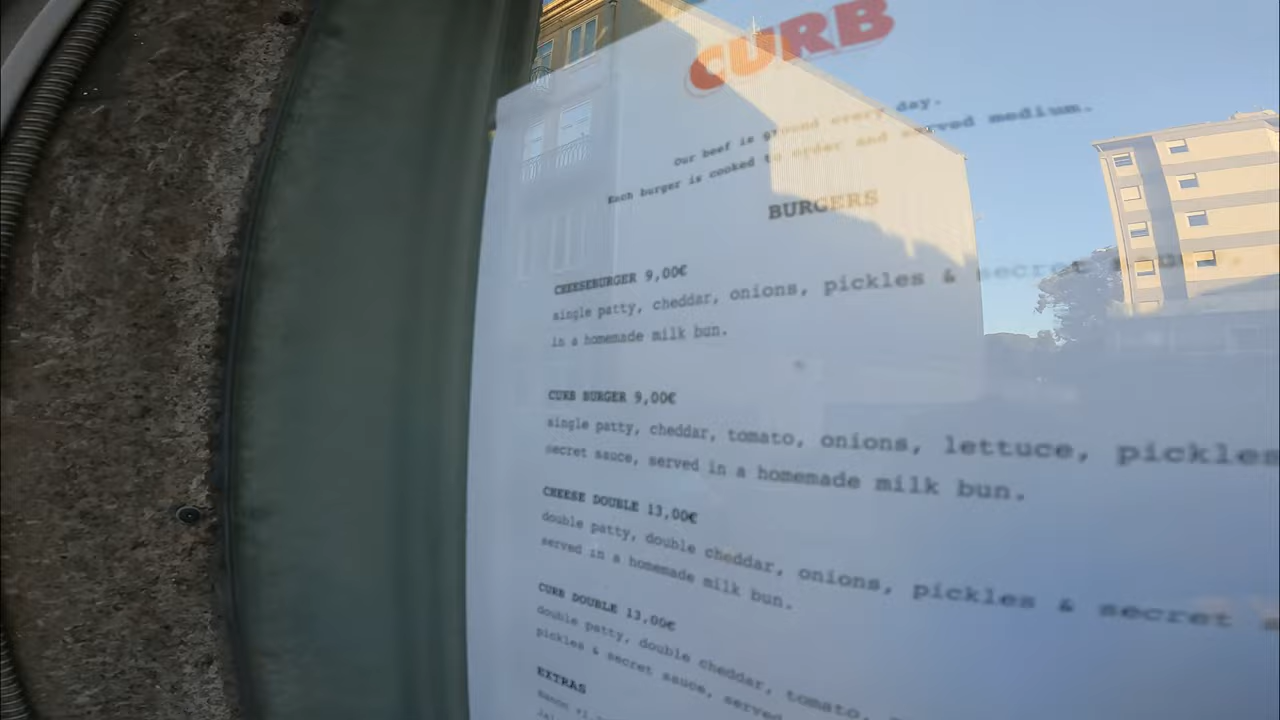 CURB
Our beef is ground every day.
Each burger is cooked to order and served medium.
BURGERS
CHEESEBURGER 9,00€
single patty, cheddar, onions, pickles & secret
in a homemade milk bun.
CURB BURGER 9,00€
single patty, cheddar, tomato, onions, lettuce, pickles
secret sauce, served in a homemade milk bun.
CHEESE DOUBLE 13,00€
double patty, double cheddar, onions, pickles & secret
served in a homemade milk bun.
CURB DOUBLE 13,00€
double patty, double cheddar, tomato,
pickles & secret sauce, served
EXTRAS